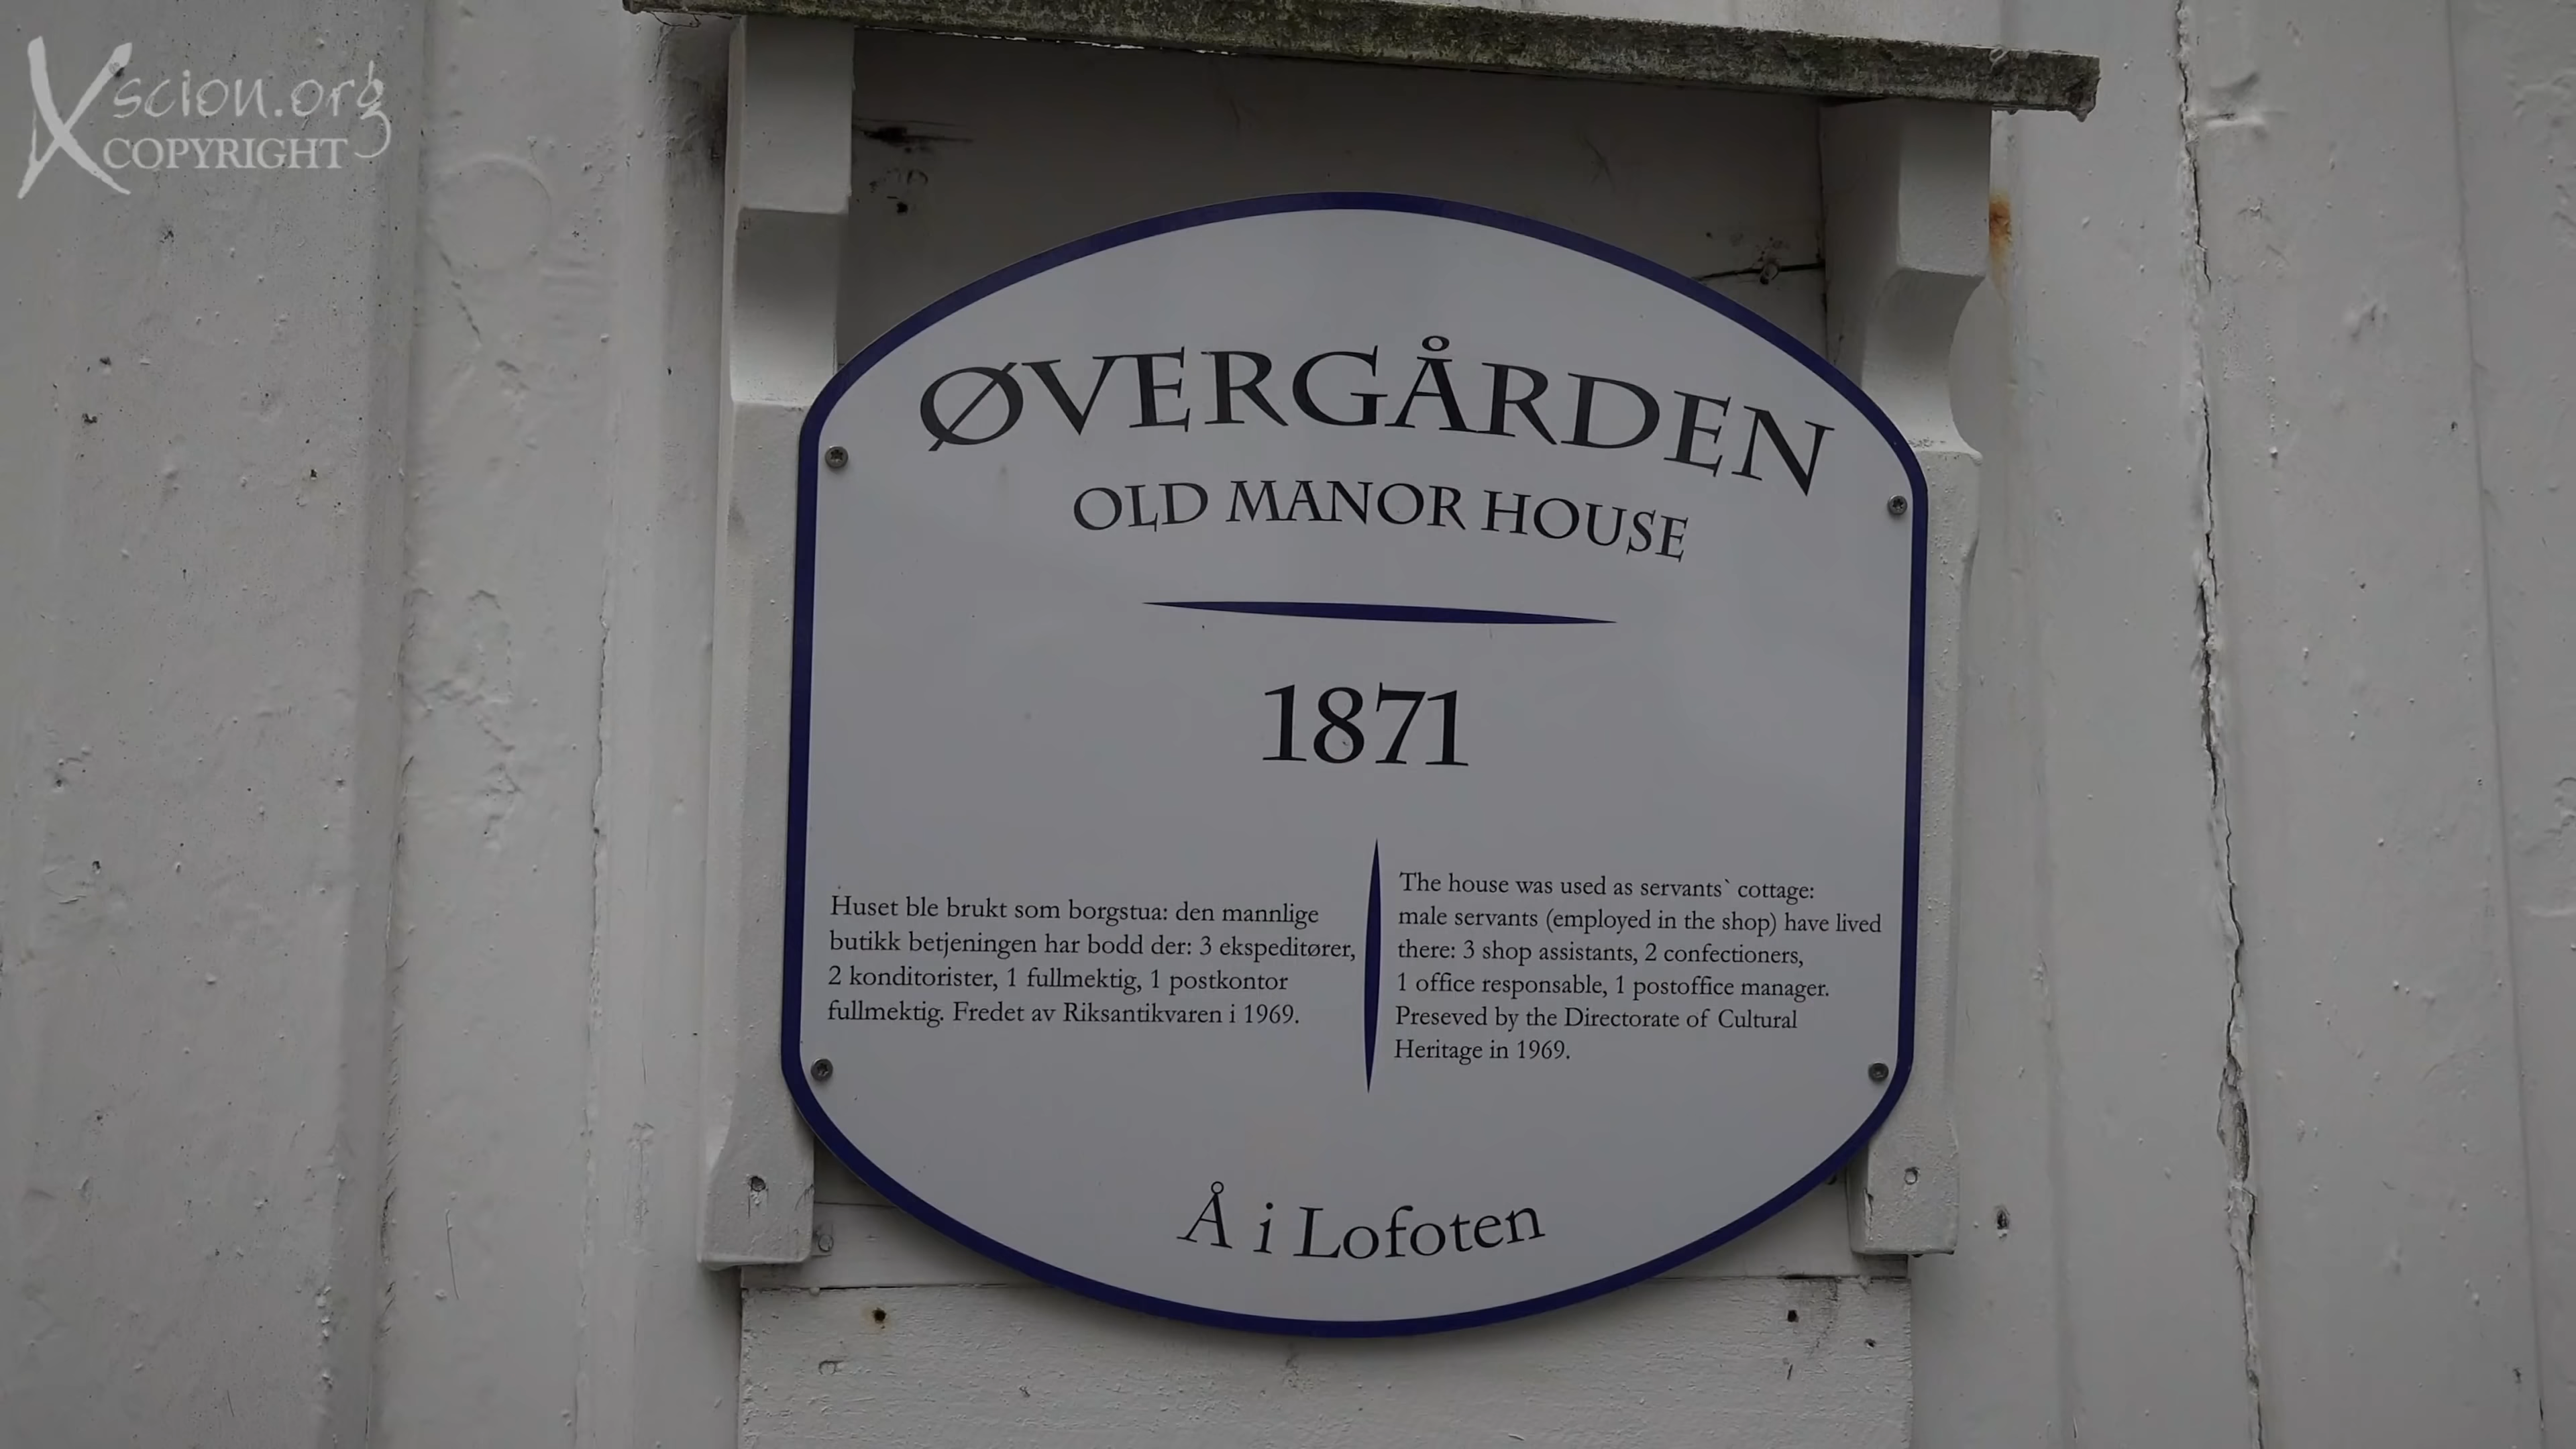 Xscion.org
COPYRIGHT
ØVERGÅRDEN
OLD MANOR HOUSE
1871
Huset ble brukt som borgstua: den mannlige
butikk betjeningen har bodd der: 3 ekspeditører,
2 konditorister, 1 fullmektig, 1 postkontor
fullmektig. Fredet av Riksantikvaren i 1969.
The house was used as servants` cottage:
male servants (employed in the shop) have lived
there: 3 shop assistants, 2 confectioners,
1 office responsable, 1 postoffice manager.
Preseved by the Directorate of Cultural
Heritage in 1969.
Å i Lofoten